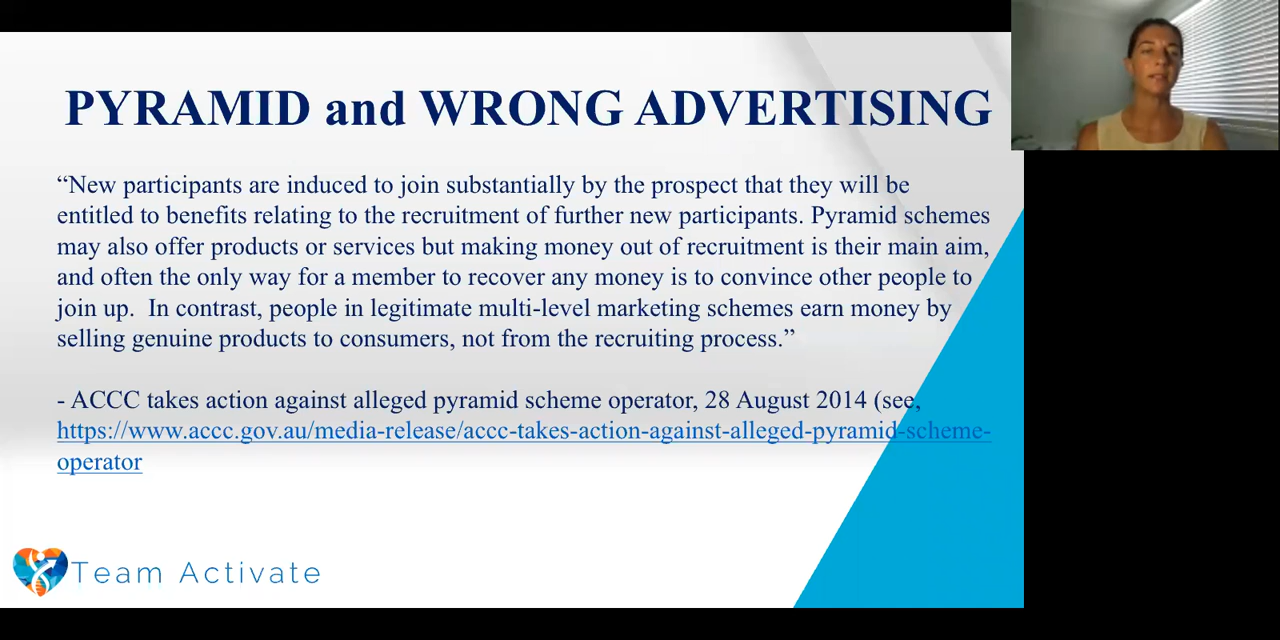 PYRAMID and WRONG ADVERTISING
“New participants are induced to join substantially by the prospect that they will be
entitled to benefits relating to the recruitment of further new participants. Pyramid schemes
may also offer products or services but making money out of recruitment is their main aim,
and often the only way for a member to recover any money is to convince other people to
join up.  In contrast, people in legitimate multi-level marketing schemes earn money by
selling genuine products to consumers, not from the recruiting process.”
- ACCC takes action against alleged pyramid scheme operator, 28 August 2014 (see,
https://www.accc.gov.au/media-release/accc-takes-action-against-alleged-pyramid-scheme-
operator
Team Activate